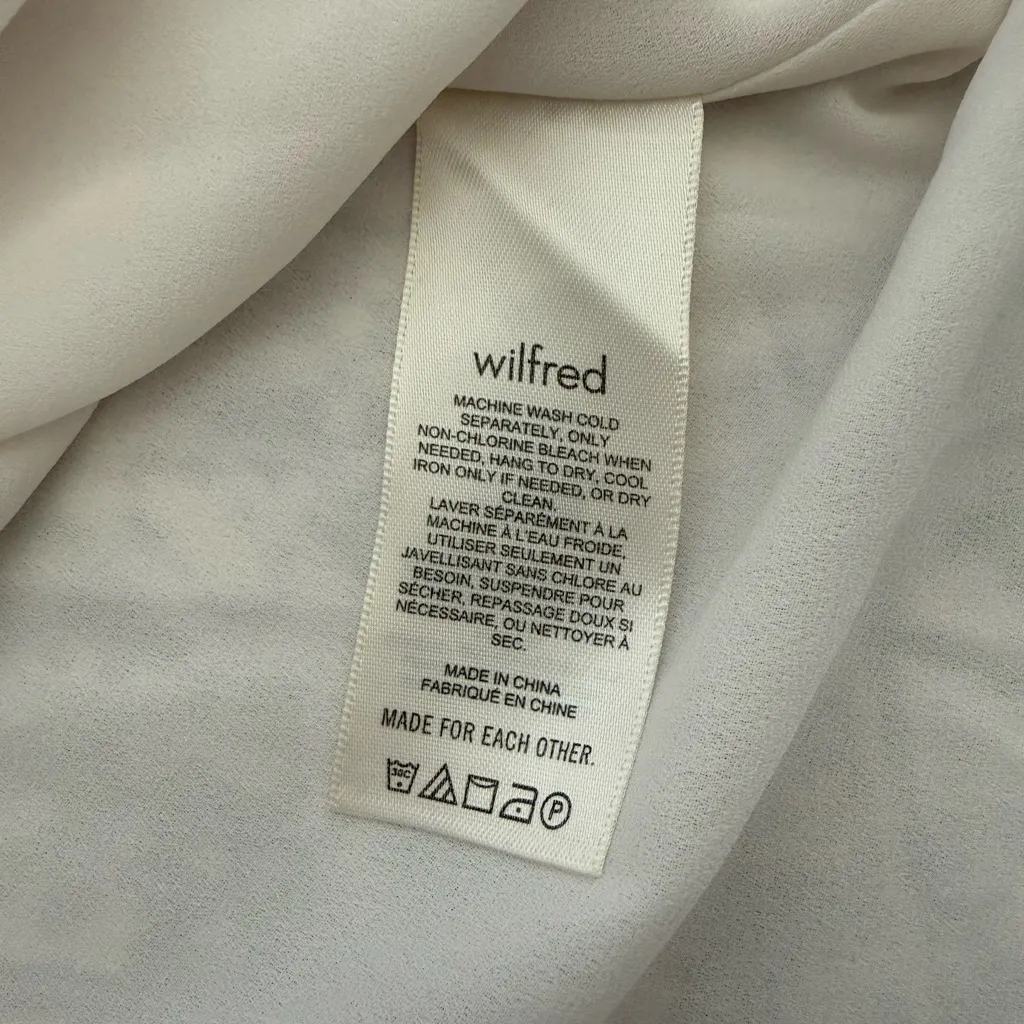 wilfred
MACHINE WASH COLD
SEPARATELY, ONLY
NON-CHLORINE BLEACH WHEN
NEEDED, HANG TO DRY, COOL
IRON ONLY IF NEEDED, OR DRY
CLEAN.
LAVER SÉPARÉMENT À LA
MACHINE À L'EAU FROIDE,
UTILISER SEULEMENT UN
JAVELLISANT SANS CHLORE AU
BESOIN, SUSPENDRE POUR
SÉCHER, REPASSAGE DOUX SI
NÉCESSAIRE, OU NETTOYER À
SEC.
MADE IN CHINA
FABRIQUÉ EN CHINE
MADE FOR EACH OTHER.
30C P